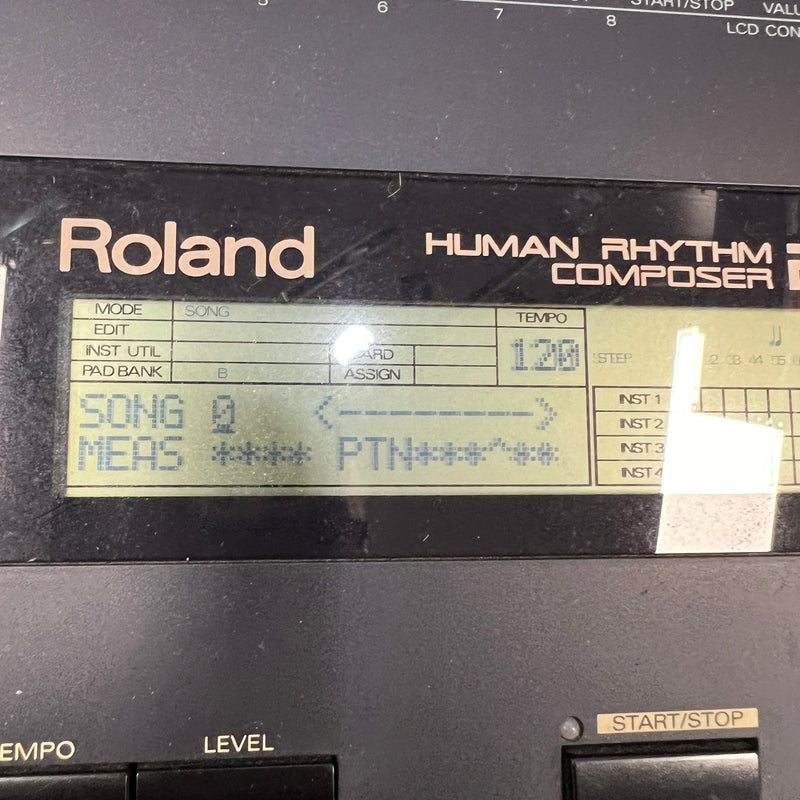 5 6 7 8
START/STOP
LCD CON
Roland
HUMAN RHYTHM
COMPOSER
MODE SONG TEMPO
EDIT
INST UTIL CARD 120 STEP
PAD BANK B ASSIGN
SONG 0 <---------->
MEAS **** PTN***^**
INST 1
INST 2
INST 3
INST 4
START/STOP
EMPO LEVEL